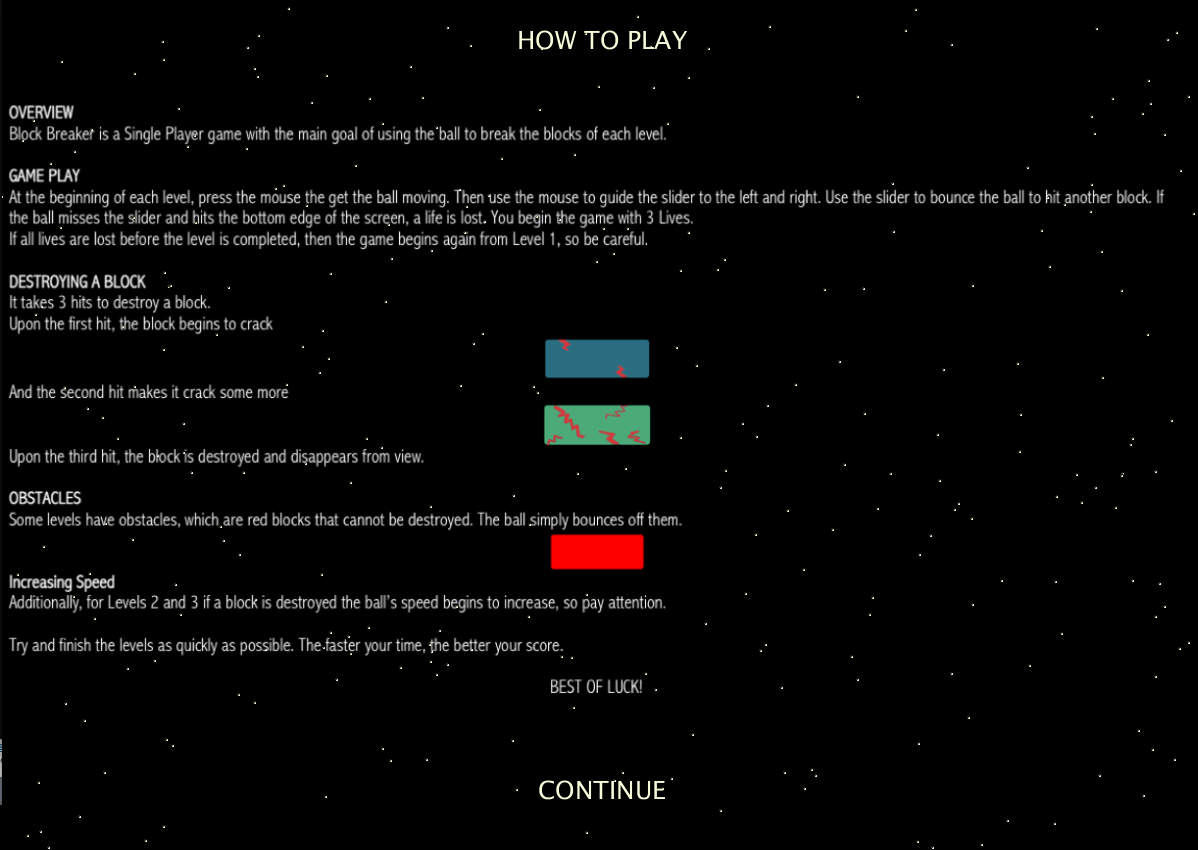 HOW TO PLAY
OVERVIEW
Block Breaker is a Single Player game with the main goal of using the ball to break the blocks of each level.
GAME PLAY
At the beginning of each level, press the mouse the get the ball moving. Then use the mouse to guide the slider to the left and right. Use the slider to bounce the ball to hit another block. If
the ball misses the slider and bits the bottom edge of the screen, a life is lost. You begin the game with 3 Lives.
If all lives are lost before the level is completed, then the game begins again from Level 1, so be careful.
DESTROYING A BLOCK
It takes 3 hits to destroy a block.
Upon the first hit, the block begins to crack
And the second hit makes it crack some more
Upon the third hit, the block is destroyed and disappears from view.
OBSTACLES
Some levels have obstacles, which are red blocks that cannot be destroyed. The ball simply bounces off them.
Increasing Speed
Additionally, for Levels 2 and 3 if a block is destroyed the ball's speed begins to increase, so pay attention.
Try and finish the levels as quickly as possible. The faster your time, the better your score.
BEST OF LUCK!
CONTINUE